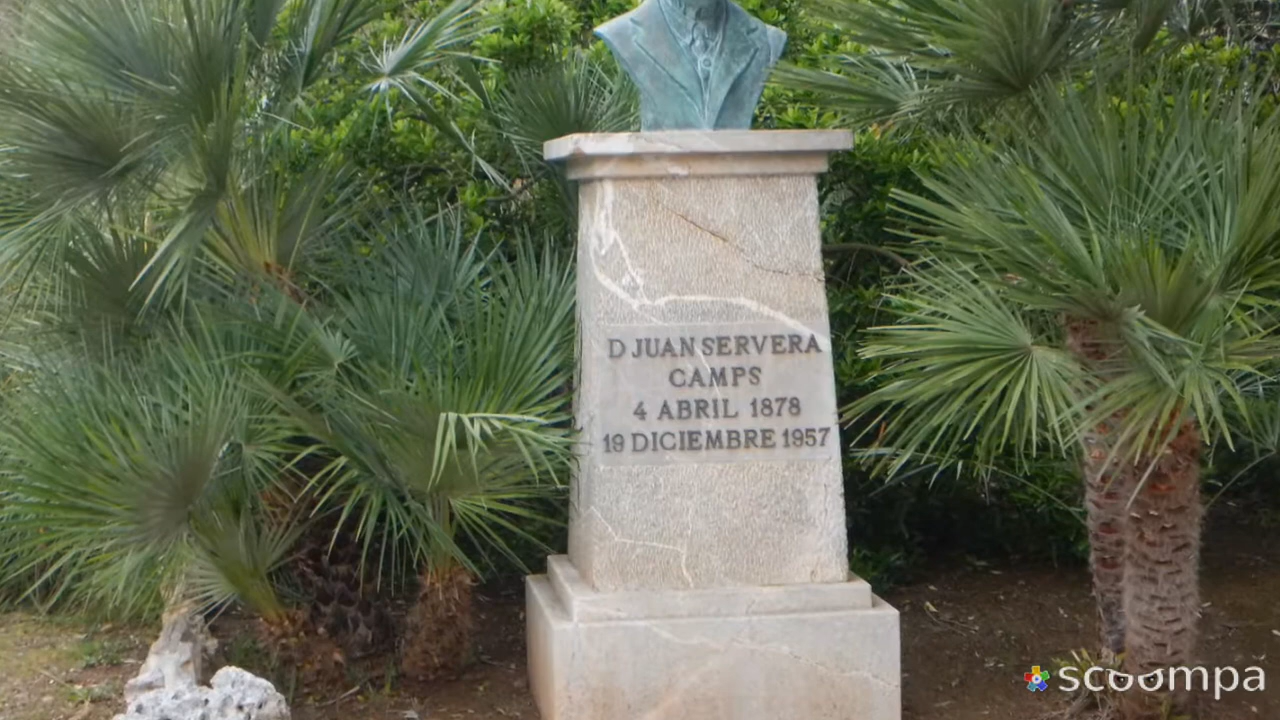 D JUAN SERVERA
CAMPS
4 ABRIL 1878
19 DICIEMBRE 1957
scoompa